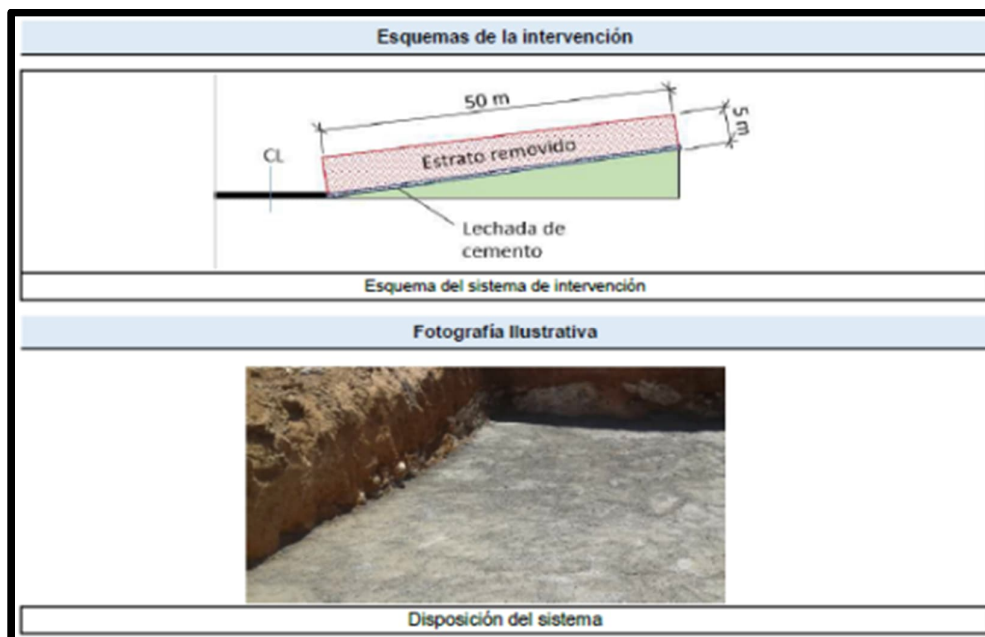 Esquemas de la intervención
50 m
5 m
Estrato removido
CL
Lechada de
cemento
Esquema del sistema de intervención
Fotografía Ilustrativa
Disposición del sistema